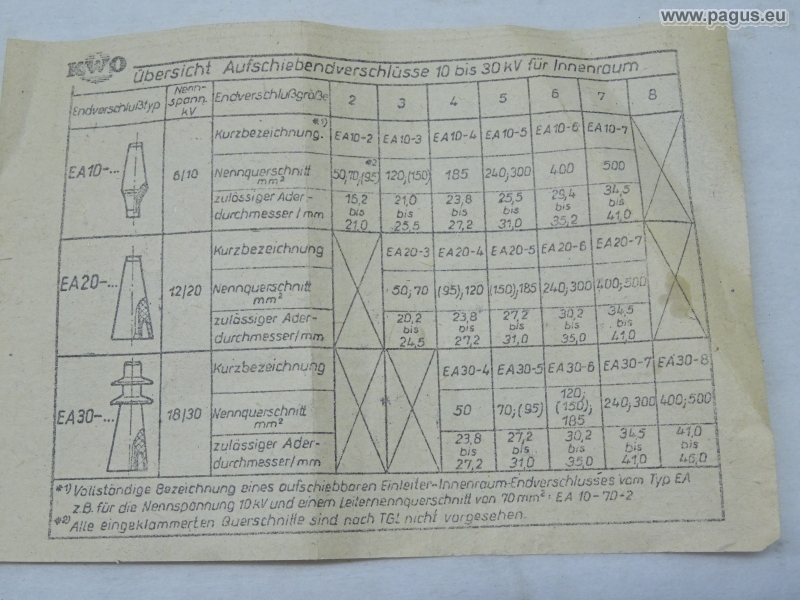 www.pagus.eu
KWO
Übersicht Aufschiebendverschlüsse 10 bis 30 kV für Innenraum
Endverschlußtyp Nenn-spann. kV Endverschlußgröße 2 3 4 5 6 7 8
EA10-... 6/10 Kurzbezeichnung *1) EA10-2 EA10-3 EA10-4 EA10-5 EA10-6 EA10-7
Nennquerschnitt mm² *2 50,70,(95) 120,(150) 185 240,300 400 500
zulässiger Ader-durchmesser/mm 16,2 bis 21,0 21,0 bis 25,5 23,8 bis 27,2 25,5 bis 31,0 29,4 bis 35,2 34,5 bis 41,0
EA20-... 12/20 Kurzbezeichnung EA20-3 EA20-4 EA20-5 EA20-6 EA20-7
Nennquerschnitt mm² 50,70 (95),120 (150),185 240,300 400,500
zulässiger Ader-durchmesser/mm 20,2 bis 24,5 23,8 bis 27,2 27,2 bis 31,0 30,2 bis 35,0 34,5 bis 41,0
EA30-... 18/30 Kurzbezeichnung EA30-4 EA30-5 EA30-6 EA30-7 EA30-8
Nennquerschnitt mm² 50 70;(95) 120; (150); 185 240,300 400;500
zulässiger Ader-durchmesser/mm 23,8 bis 27,2 27,2 bis 31,0 30,2 bis 35,0 34,5 bis 41,0 41,0 bis 46,0
*1) Vollständige Bezeichnung eines aufschiebbaren Einleiter-Innenraum-Endverschlusses vom Typ EA
z.B. für die Nennspannung 10 kV und einem Leiternennquerschnitt von 70 mm²: EA 10-70-2
*2) Alle eingeklammerten Querschnitte sind nach TGL nicht vorgesehen.